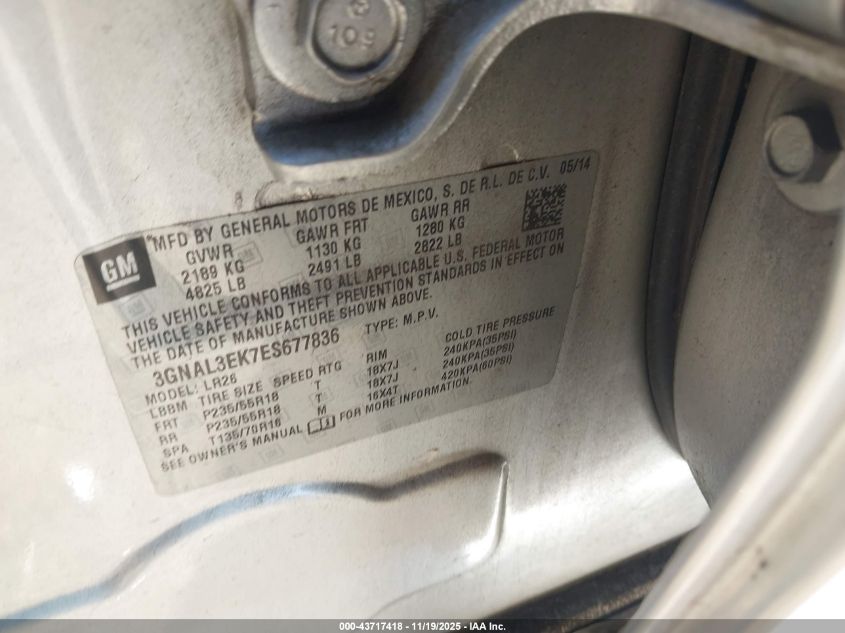 109
GM
MFD BY GENERAL MOTORS DE MEXICO, S. DE R.L. DE C.V. 05/14
GVWR GAWR FRT GAWR RR
2189 KG 1130 KG 1280 KG
4825 LB 2491 LB 2822 LB
THIS VEHICLE CONFORMS TO ALL APPLICABLE U.S. FEDERAL MOTOR
VEHICLE SAFETY AND THEFT PREVENTION STANDARDS IN EFFECT ON
THE DATE OF MANUFACTURE SHOWN ABOVE.
3GNAL3EK7ES677836 TYPE: M.P.V.
MODEL: LR26
LBBM TIRE SIZE SPEED RTG RIM COLD TIRE PRESSURE
FRT P235/55R18 T 18X7J 240KPA(35PSI)
RR P235/55R18 T 18X7J 240KPA(35PSI)
SPA T135/70R16 M 16X4T 420KPA(60PSI)
SEE OWNER'S MANUAL FOR MORE INFORMATION.
000-43717418 - 11/19/2025 - IAA Inc.